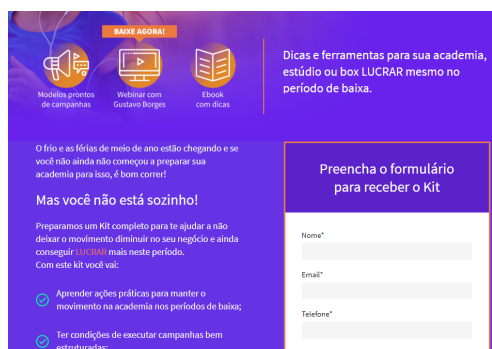 BAIXE AGORA!
Modelos prontos
de campanhas
Webinar com
Gustavo Borges
Ebook
com dicas
Dicas e ferramentas para sua academia,
estúdio ou box LUCRAR mesmo no
período de baixa.
O frio e as férias de meio de ano estão chegando e se
você não ainda não começou a preparar sua
academia para isso, é bom correr!
Mas você não está sozinho!
Preparamos um Kit completo para te ajudar a não
deixar o movimento diminuir no seu negócio e ainda
conseguir LUCRAR mais neste período.
Com este kit você vai:
Aprender ações práticas para manter o
movimento na academia nos períodos de baixa;
Ter condições de executar campanhas bem
estruturadas;
Preencha o formulário
para receber o Kit
Nome*
Email*
Telefone*